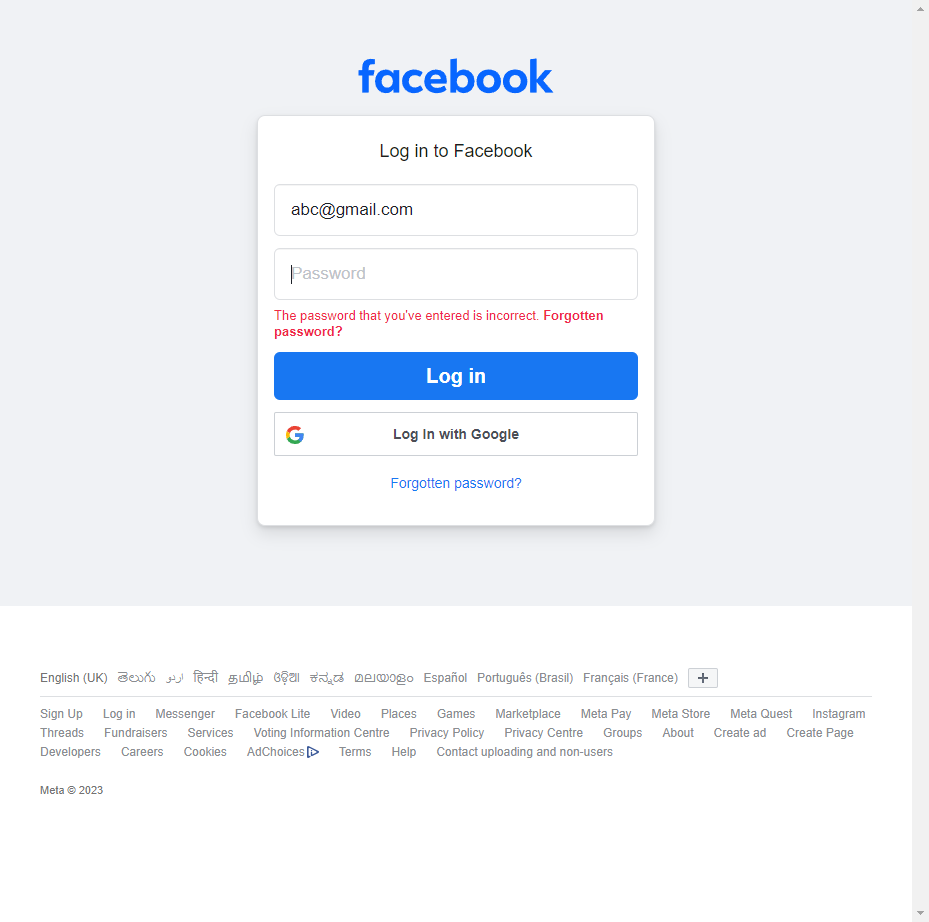 facebook
Log in to Facebook
abc@gmail.com
Password
The password that you've entered is incorrect. Forgotten
password?
Log in
Log In with Google
Forgotten password?
English (UK) తెలుగు اردو हिन्दी தமிழ் ଓଡ଼ିଆ ಕನ್ನಡ മലയാളം Español Português (Brasil) Français (France) +
Sign Up Log in Messenger Facebook Lite Video Places Games Marketplace Meta Pay Meta Store Meta Quest Instagram
Threads Fundraisers Services Voting Information Centre Privacy Policy Privacy Centre Groups About Create ad Create Page
Developers Careers Cookies AdChoices Terms Help Contact uploading and non-users
Meta © 2023